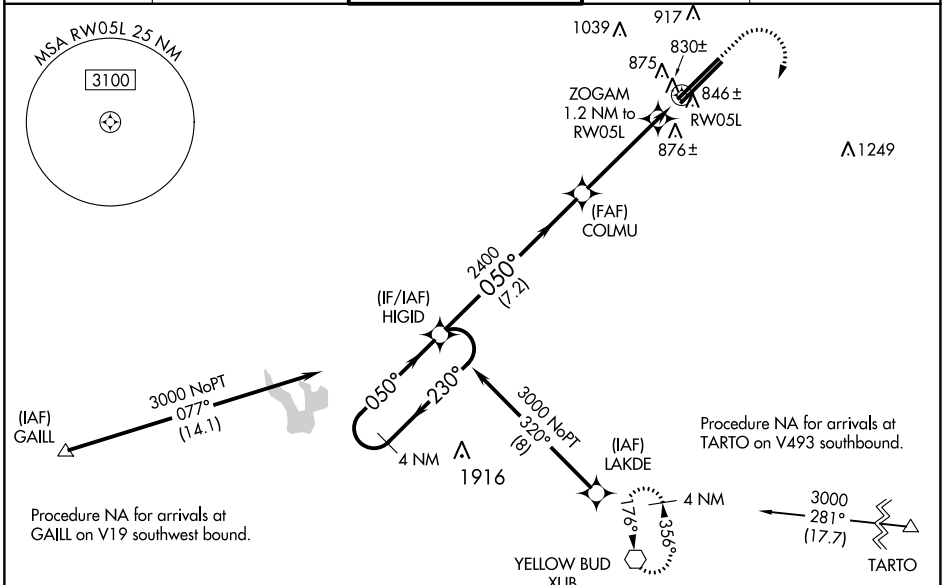 MSA RW05L 25 NM
3100
1039
917
830±
875
846±
ZOGAM
1.2 NM to
RW05L
RW05L
876±
1249
(FAF)
COLMU
2400
050°
(7.2)
(IF/IAF)
HIGID
050°
230°
4 NM
1916
3000 NoPT
077°
(14.1)
(IAF)
GAILL
3000 NoPT
320°
(8)
(IAF)
LAKDE
Procedure NA for arrivals at
TARTO on V493 southbound.
Procedure NA for arrivals at
GAILL on V19 southwest bound.
4 NM
176°
356°
YELLOW BUD
XUB
3000
281°
(17.7)
TARTO